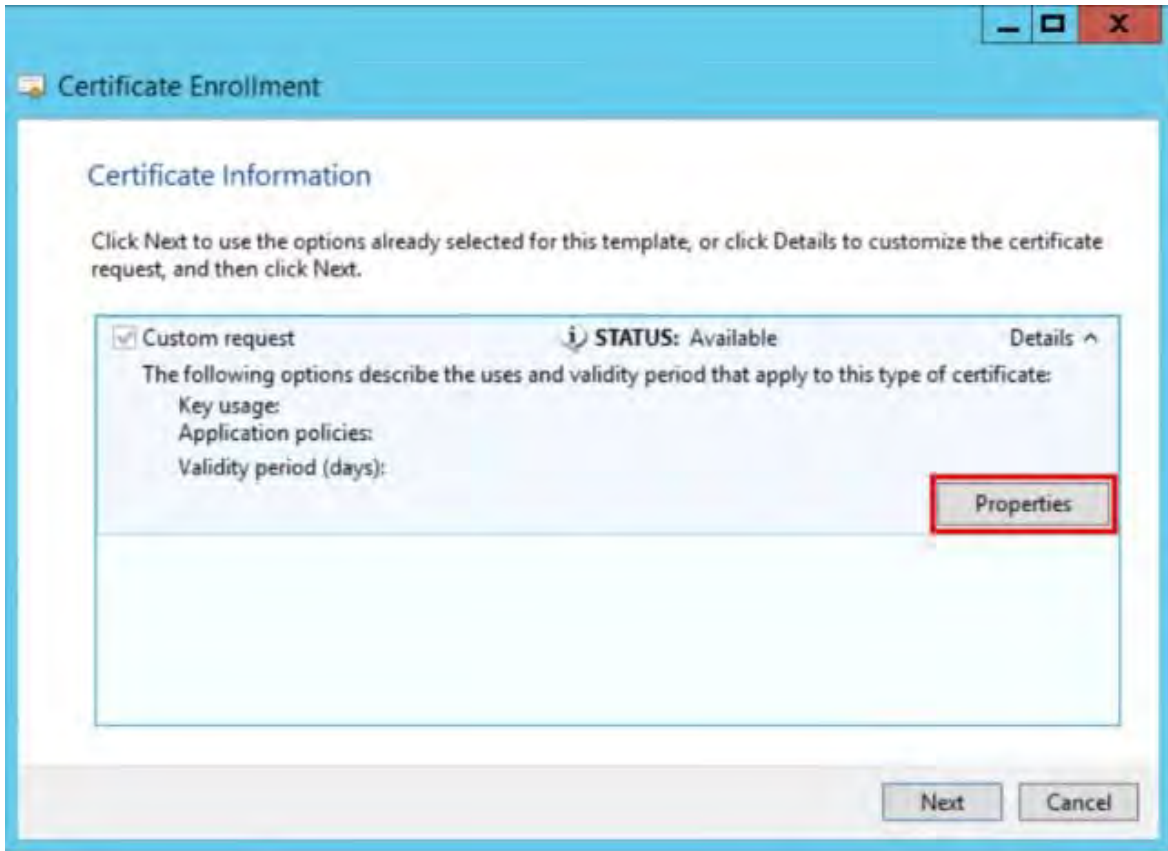 Certificate Enrollment
Certificate Information
Click Next to use the options already selected for this template, or click Details to customize the certificate
request, and then click Next.
Custom request STATUS: Available Details
The following options describe the uses and validity period that apply to this type of certificate:
Key usage:
Application policies:
Validity period (days):
Properties
Next Cancel